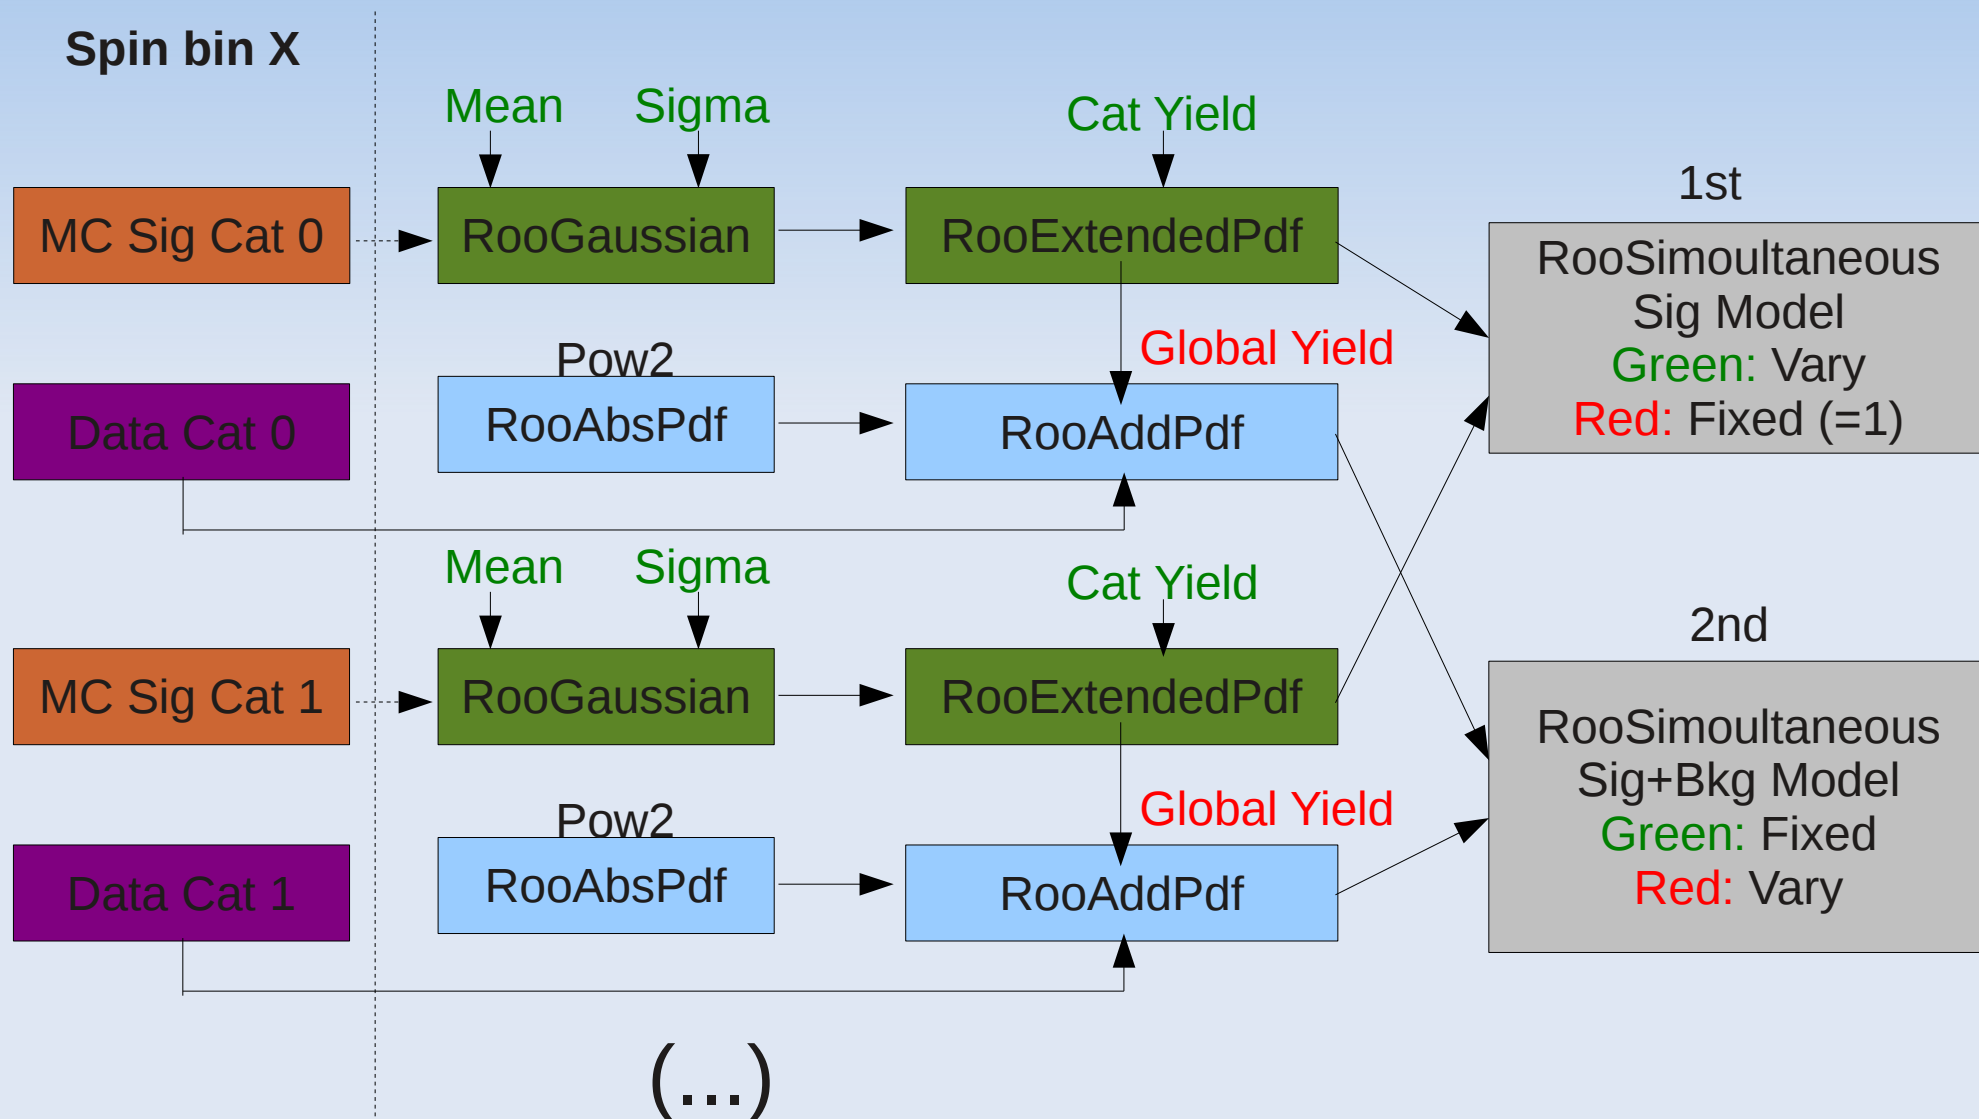 Spin bin X
Mean
Sigma
Cat Yield
MC Sig Cat 0
RooGaussian
RooExtendedPdf
1st
RooSimoultaneous
Sig Model
Green: Vary
Red: Fixed (=1)
Pow2
Global Yield
Data Cat 0
RooAbsPdf
RooAddPdf
Mean
Sigma
Cat Yield
MC Sig Cat 1
RooGaussian
RooExtendedPdf
2nd
RooSimoultaneous
Sig+Bkg Model
Green: Fixed
Red: Vary
Pow2
Global Yield
Data Cat 1
RooAbsPdf
RooAddPdf
(...)